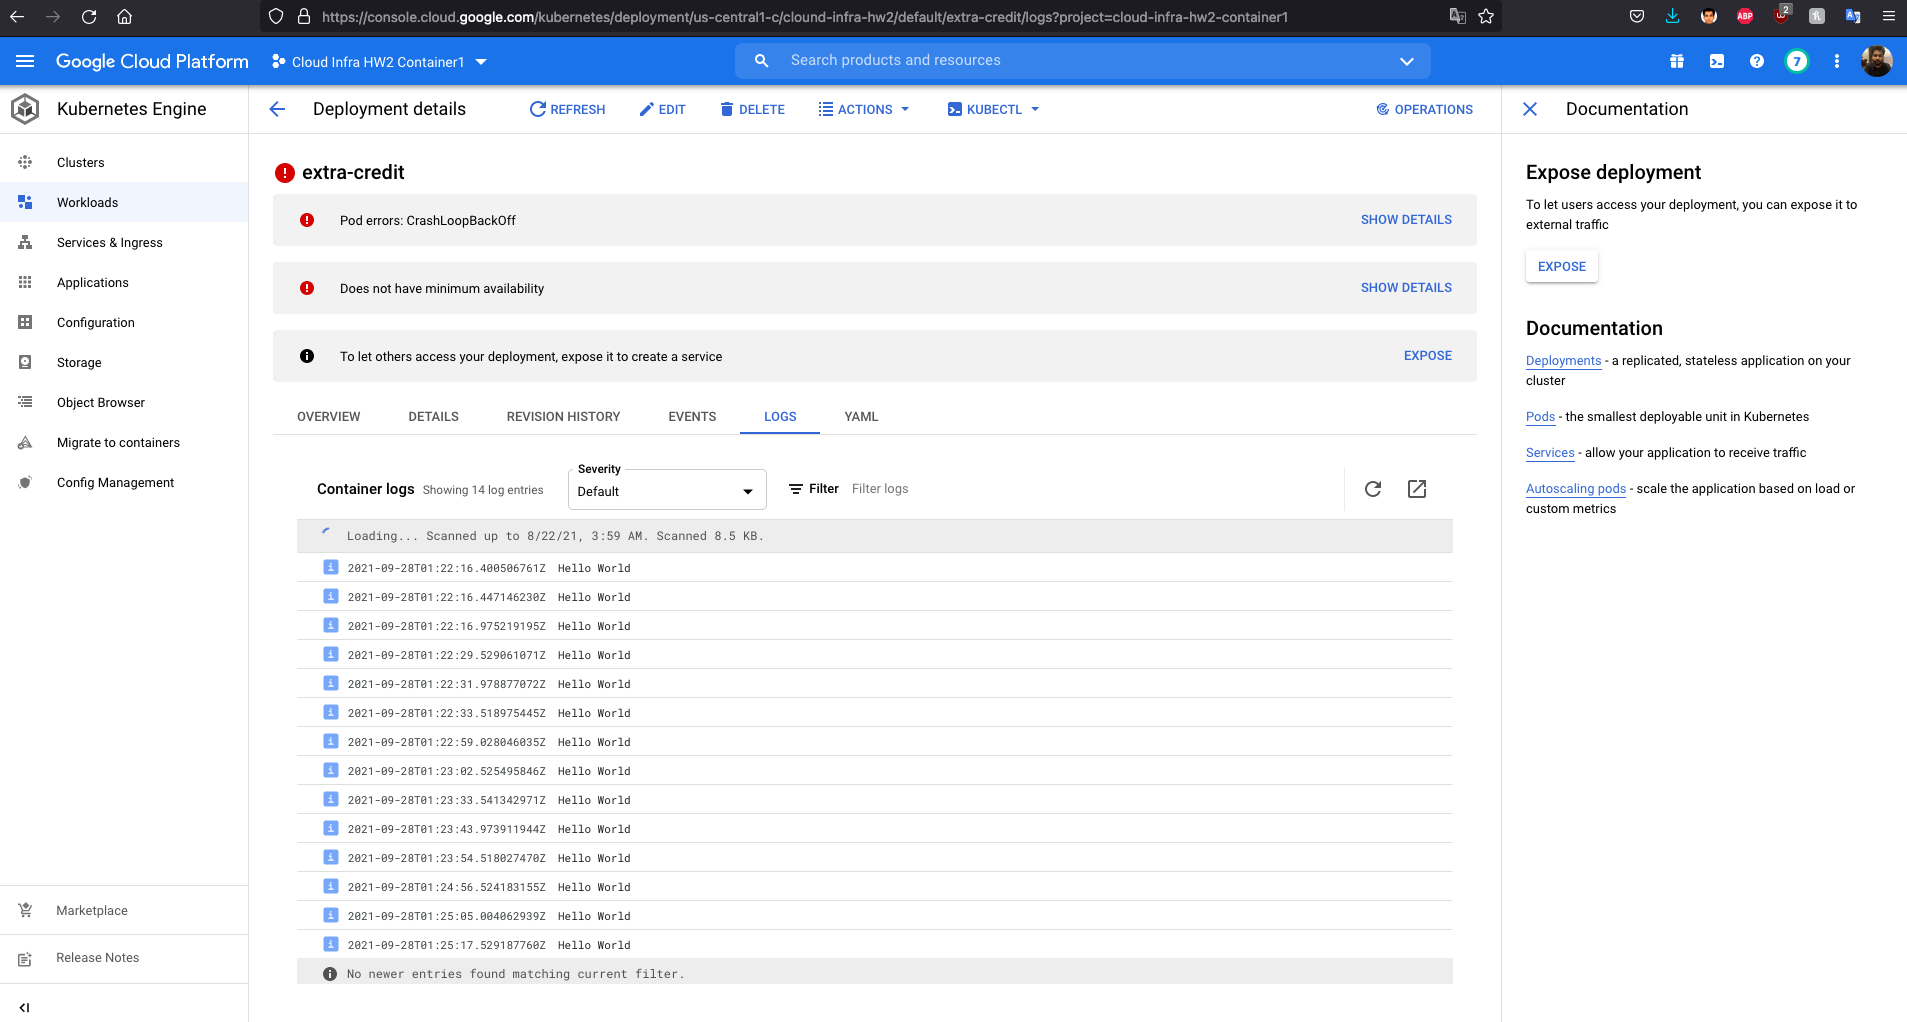 https://console.cloud.google.com/kubernetes/deployment/us-central1-c/clound-infra-hw2/default/extra-credit/logs?project=cloud-infra-hw2-container1
ABP
2
Google Cloud Platform
Cloud Infra HW2 Container1
Search products and resources
7
Kubernetes Engine
Clusters
Workloads
Services & Ingress
Applications
Configuration
Storage
Object Browser
Migrate to containers
Config Management
Marketplace
Release Notes
Deployment details
REFRESH
EDIT
DELETE
ACTIONS
KUBECTL
OPERATIONS
extra-credit
Pod errors: CrashLoopBackOff
SHOW DETAILS
Does not have minimum availability
SHOW DETAILS
To let others access your deployment, expose it to create a service
EXPOSE
OVERVIEW
DETAILS
REVISION HISTORY
EVENTS
LOGS
YAML
Container logs
Showing 14 log entries
Severity
Default
Filter
Filter logs
Loading... Scanned up to 8/22/21, 3:59 AM. Scanned 8.5 KB.
2021-09-28T01:22:16.400506761Z Hello World
2021-09-28T01:22:16.447146230Z Hello World
2021-09-28T01:22:16.975219195Z Hello World
2021-09-28T01:22:29.529061071Z Hello World
2021-09-28T01:22:31.978877072Z Hello World
2021-09-28T01:22:33.518975445Z Hello World
2021-09-28T01:22:59.028046035Z Hello World
2021-09-28T01:23:02.525495846Z Hello World
2021-09-28T01:23:33.541342971Z Hello World
2021-09-28T01:23:43.973911944Z Hello World
2021-09-28T01:23:54.518027470Z Hello World
2021-09-28T01:24:56.524183155Z Hello World
2021-09-28T01:25:05.004062939Z Hello World
2021-09-28T01:25:17.529187760Z Hello World
No newer entries found matching current filter.
Documentation
Expose deployment
To let users access your deployment, you can expose it to
external traffic
EXPOSE
Documentation
Deployments - a replicated, stateless application on your
cluster
Pods - the smallest deployable unit in Kubernetes
Services - allow your application to receive traffic
Autoscaling pods - scale the application based on load or
custom metrics